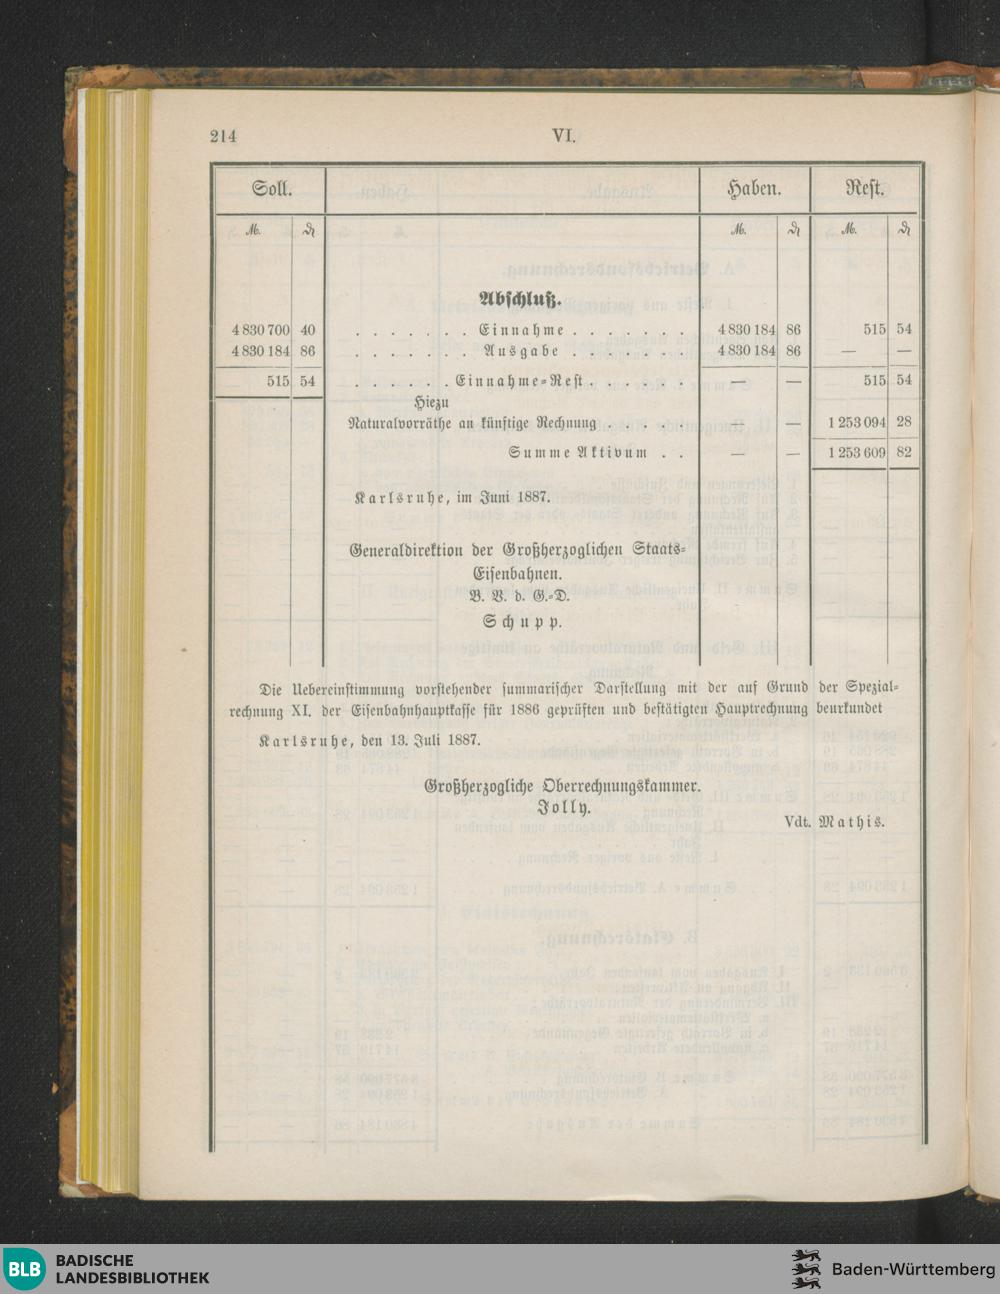 214 VI.
Soll. Haben. Rest.
M. ₰ M. ₰ M. ₰
Abschluß.
4 830 700 40 . . . . . . . Einnahme . . . . . . . 4 830 184 86 515 54
4 830 184 86 . . . . . . . Ausgabe . . . . . . . 4 830 184 86 — —
515 54 . . . . . . Einnahme=Rest . . . . . . — — 515 54
Hiezu
Naturalvorräthe an künftige Rechnung . . . . . — — 1 253 094 28
Summe Aktivum . . — — 1 253 609 82
Karlsruhe, im Juni 1887.
Generaldirektion der Großherzoglichen Staats=
Eisenbahnen.
B. V. d. G.=D.
Schupp.
Die Uebereinstimmung vorstehender summarischer Darstellung mit der auf Grund der Spezial=
rechnung XI. der Eisenbahnhauptkasse für 1886 geprüften und bestätigten Hauptrechnung beurkundet
Karlsruhe, den 13. Juli 1887.
Großherzogliche Oberrechnungskammer.
Jolly.
Vdt. Mathis.
BLB BADISCHE
LANDESBIBLIOTHEK
Baden-Württemberg